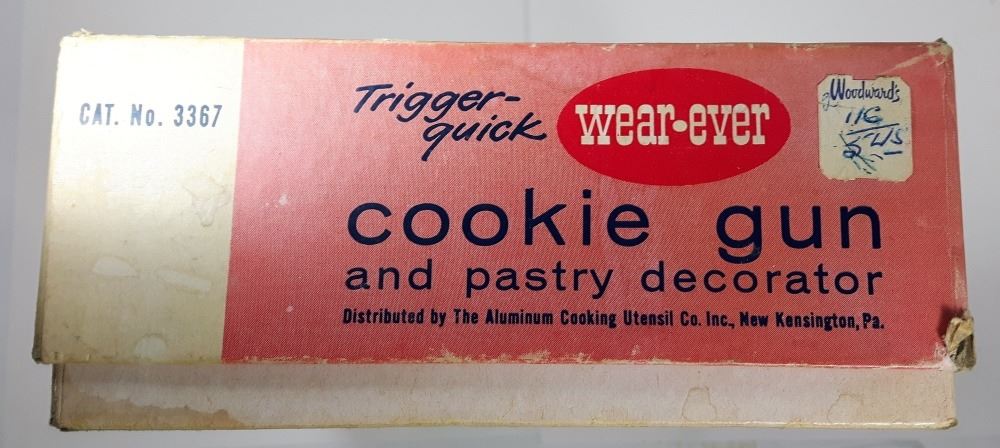 CAT. No. 3367
Trigger-
quick
wear•ever
Woodward's
116
cookie gun
and pastry decorator
Distributed by The Aluminum Cooking Utensil Co. Inc., New Kensington, Pa.